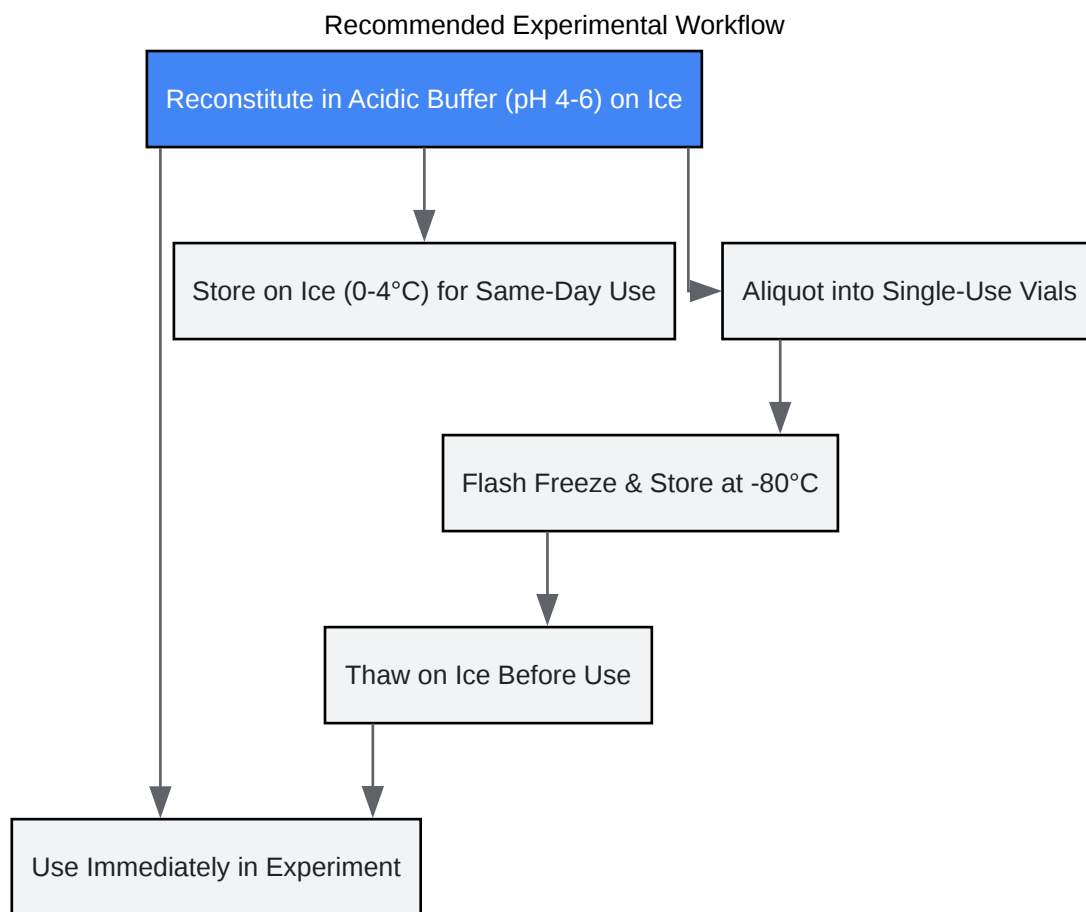 Recommended Experimental Workflow
Reconstitute in Acidic Buffer (pH 4-6) on Ice
Store on Ice (0-4°C) for Same-Day Use
Aliquot into Single-Use Vials
Flash Freeze & Store at -80°C
Thaw on Ice Before Use
Use Immediately in Experiment